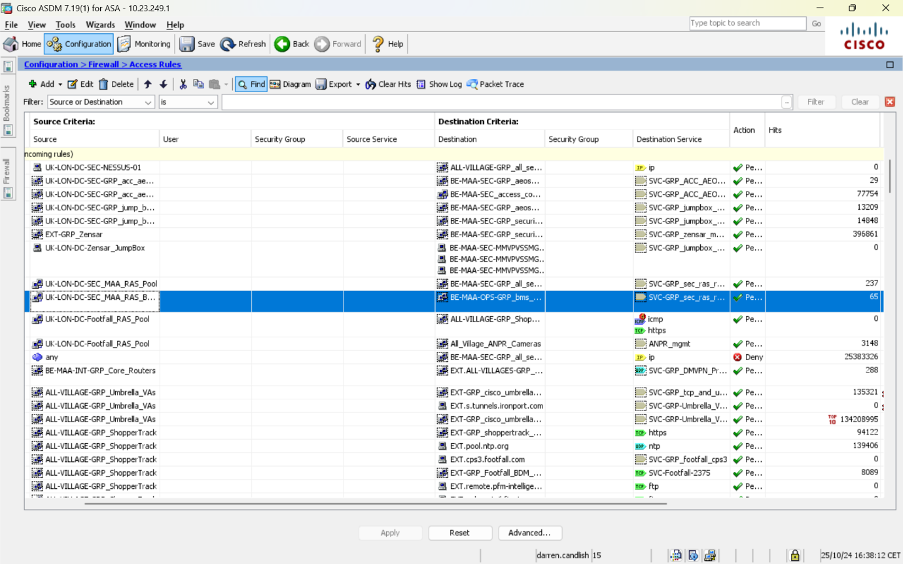 Cisco ASDM 7.19(1) for ASA - 10.23.249.1
File View Tools Wizards Window Help
Type topic to search Go
Home Configuration Monitoring Save Refresh Back Forward Help
CISCO
Configuration > Firewall > Access Rules
Bookmarks
Firewall
Add Edit Delete Find Diagram Export Clear Hits Show Log Packet Trace
Filter: Source or Destination is Filter Clear
Source Criteria: Destination Criteria: Action Hits
Source User Security Group Source Service Destination Security Group Destination Service
ncoming rules)
UK-LON-DC-SEC-NESSUS-01 ALL-VILLAGE-GRP_all_se... ip Pe... 0
UK-LON-DC-SEC-GRP_acc_ae... BE-MAA-SEC-GRP_aeos... SVC-GRP_ACC_AEO... Pe... 29
UK-LON-DC-SEC-GRP_acc_ae... BE-MAA-SEC_access_co... SVC-GRP_ACC_AEO... Pe... 77754
UK-LON-DC-SEC-GRP_jump_b... BE-MAA-SEC-GRP_aeos... SVC-GRP_jumpbox_... Pe... 13209
UK-LON-DC-SEC-GRP_jump_b... BE-MAA-SEC-GRP_securi... SVC-GRP_jumpbox_... Pe... 14848
EXT-GRP_Zensar BE-MAA-SEC-GRP_securi... SVC-GRP_zensar_m... Pe... 396861
UK-LON-DC-Zensar_JumpBox BE-MAA-SEC-MMVPVSSMG... SVC-GRP_jumpbox_... Pe... 0
BE-MAA-SEC-MMVPVSSMG...
BE-MAA-SEC-MMVPVSSMG...
UK-LON-DC-SEC_MAA_RAS_Pool BE-MAA-SEC-GRP_all_se... SVC-GRP_sec_ras_r... Pe... 237
UK-LON-DC-SEC_MAA_RAS_B... BE-MAA-OPS-GRP_bms_... SVC-GRP_sec_ras_r... Pe... 65
UK-LON-DC-Footfall_RAS_Pool ALL-VILLAGE-GRP_Shop... icmp Pe... 0
https
UK-LON-DC-Footfall_RAS_Pool All_Village_ANPR_Cameras ANPR_mgmt Pe... 3148
any BE-MAA-SEC-GRP_all_se... ip Deny 25383326
BE-MAA-INT-GRP_Core_Routers EXT.ALL-VILLAGES-GRP_... SVC-GRP_DMVPN_Pr... Pe... 288
ALL-VILLAGE-GRP_Umbrella_VAs EXT-GRP_cisco_umbrella... SVC-GRP_tcp_and_u... Pe... 135321
ALL-VILLAGE-GRP_Umbrella_VAs EXT.s.tunnels.ironport.com SVC-GRP-Umbrella_V... Pe... 0
ALL-VILLAGE-GRP_Umbrella_VAs EXT-GRP_cisco_umbrella... SVC-GRP-Umbrella_V... Pe... TOP 10 134208995
ALL-VILLAGE-GRP_ShopperTrack EXT-GRP_shoppertrack_... https Pe... 94122
ALL-VILLAGE-GRP_ShopperTrack EXT.pool.ntp.org ntp Pe... 139406
ALL-VILLAGE-GRP_ShopperTrack EXT.cps3.footfall.com SVC-GRP_footfall_cps3 Pe... 0
ALL-VILLAGE-GRP_ShopperTrack EXT-GRP_Footfall_BDM_... SVC-Footfall-2375 Pe... 8089
ALL-VILLAGE-GRP_ShopperTrack EXT.remote.pfm-intellige... ftp Pe... 0
Apply Reset Advanced...
darren.candlish 15 25/10/24 16:38:12 CET